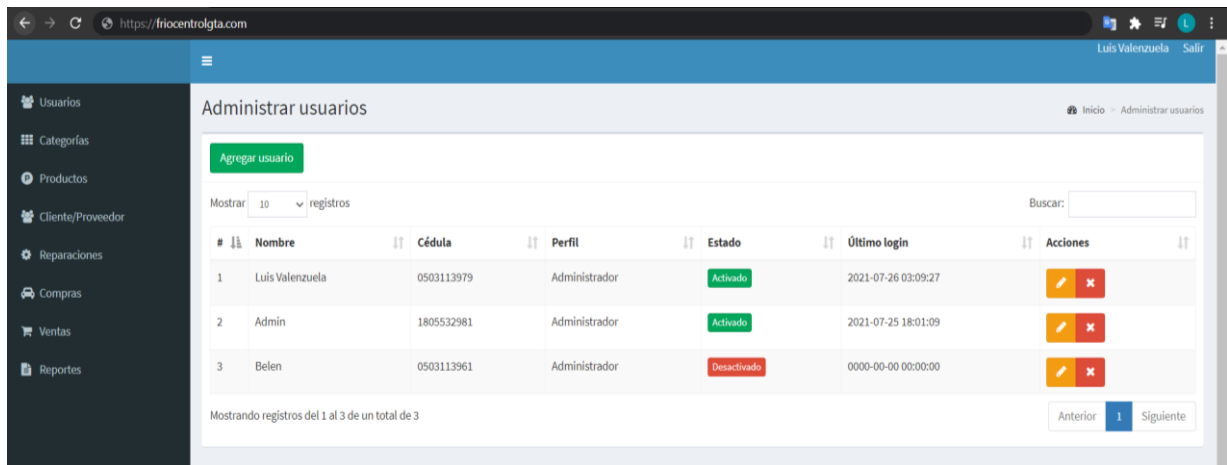 https://friocentrolgta.com
L
Luis Valenzuela Salir
Usuarios
Categorías
Productos
Cliente/Proveedor
Reparaciones
Compras
Ventas
Reportes
Administrar usuarios
Inicio > Administrar usuarios
Agregar usuario
Mostrar 10 registros
Buscar:
# Nombre Cédula Perfil Estado Último login Acciones
1 Luis Valenzuela 0503113979 Administrador Activado 2021-07-26 03:09:27
2 Admin 1805532981 Administrador Activado 2021-07-25 18:01:09
3 Belen 0503113961 Administrador Desactivado 0000-00-00 00:00:00
Mostrando registros del 1 al 3 de un total de 3
Anterior 1 Siguiente